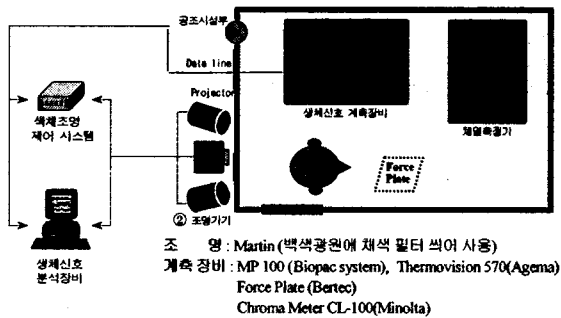 공조시설부
Data line
Projector
색체조명
제어 시스템
생체신호 계측장비
체열측정기
Force
Plate
② 조명기기
생체신호
분석장비
조 명 : Martin (백색광원에 채색 필터 씌어 사용)
계측 장비 : MP 100 (Biopac system), Thermovision 570(Agema)
Force Plate (Bertec)
Chroma Meter CL-100(Minolta)